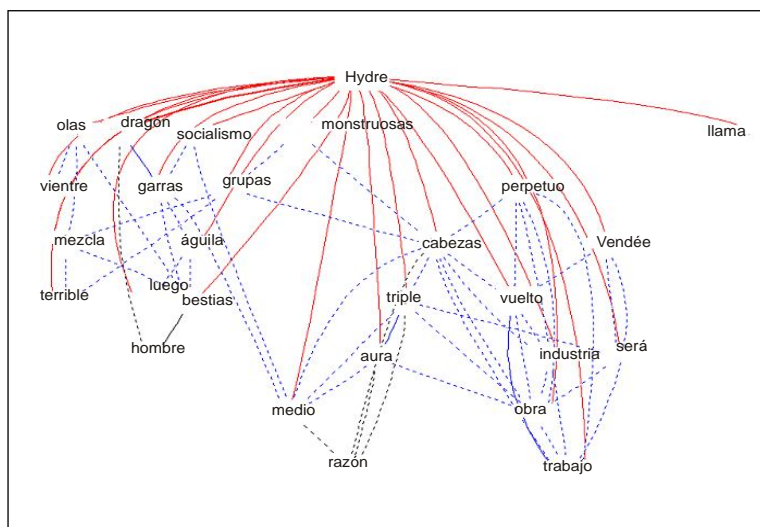 Hydre
olas
dragón
socialismo
monstruosas
llama
vientre
garras
grupas
perpetuo
mezcla
águila
cabezas
Vendée
terrible
luego
bestias
triple
vuelto
hombre
aura
industria
será
medio
obra
razón
trabajo